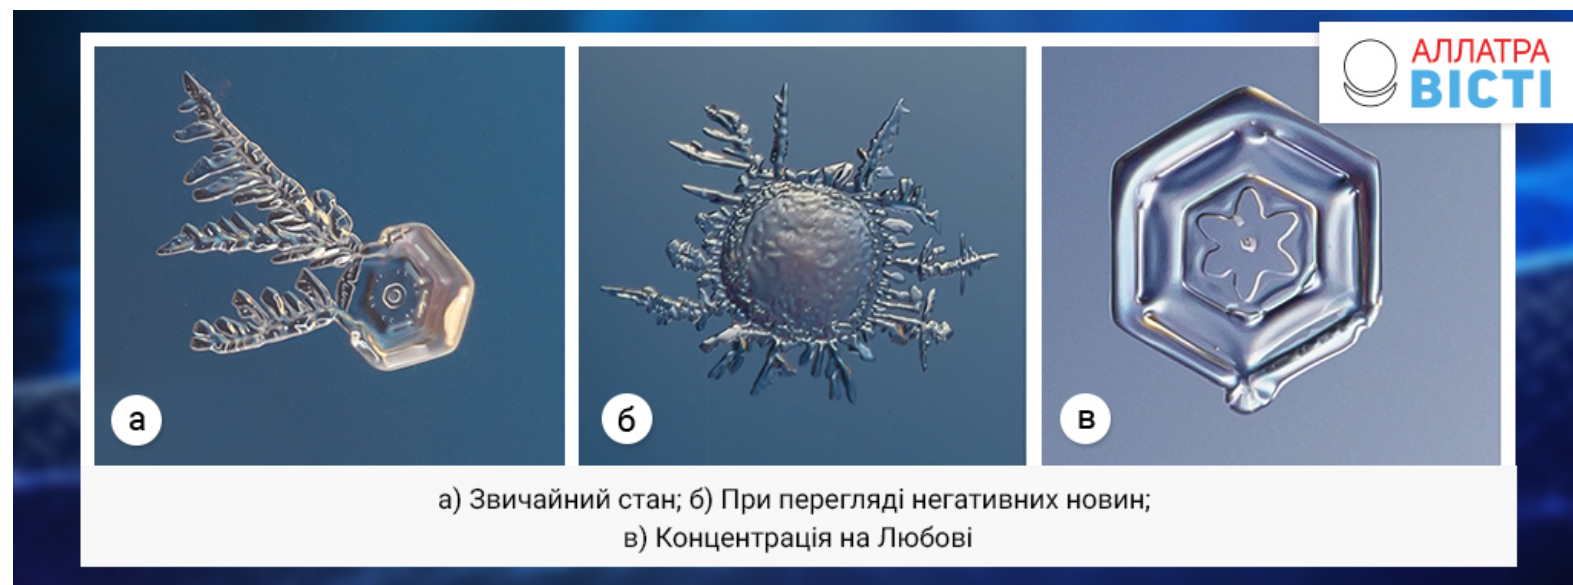 АЛЛАТРА
ВІСТІ
а
б
в
а) Звичайний стан; б) При перегляді негативних новин;
в) Концентрація на Любові